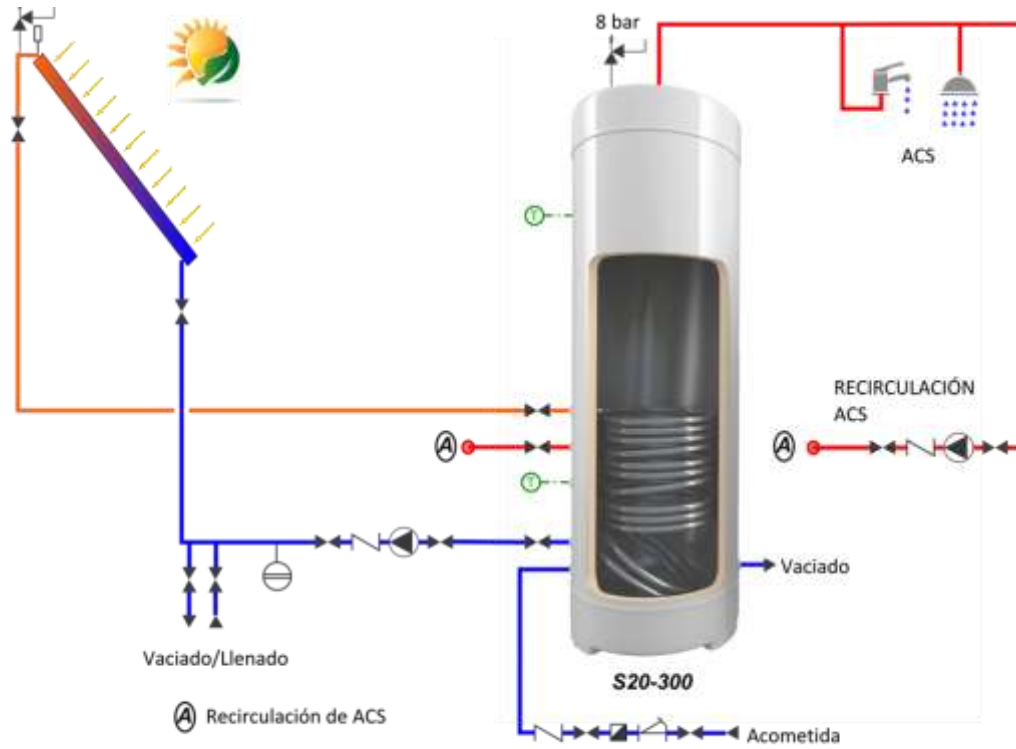 8 bar
T
ACS
RECIRCULACIÓN
ACS
A
A
T
Vaciado
Vaciado/Llenado
S20-300
A Recirculación de ACS
Acometida